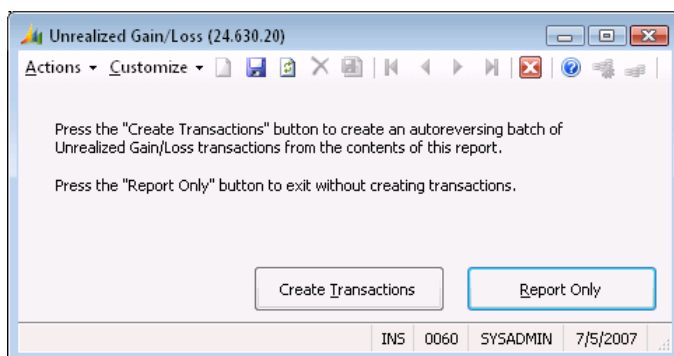 Unrealized Gain/Loss (24.630.20)
Actions Customize
Press the "Create Transactions" button to create an autoreversing batch of
Unrealized Gain/Loss transactions from the contents of this report.
Press the "Report Only" button to exit without creating transactions.
Create Transactions Report Only
INS 0060 SYSADMIN 7/5/2007